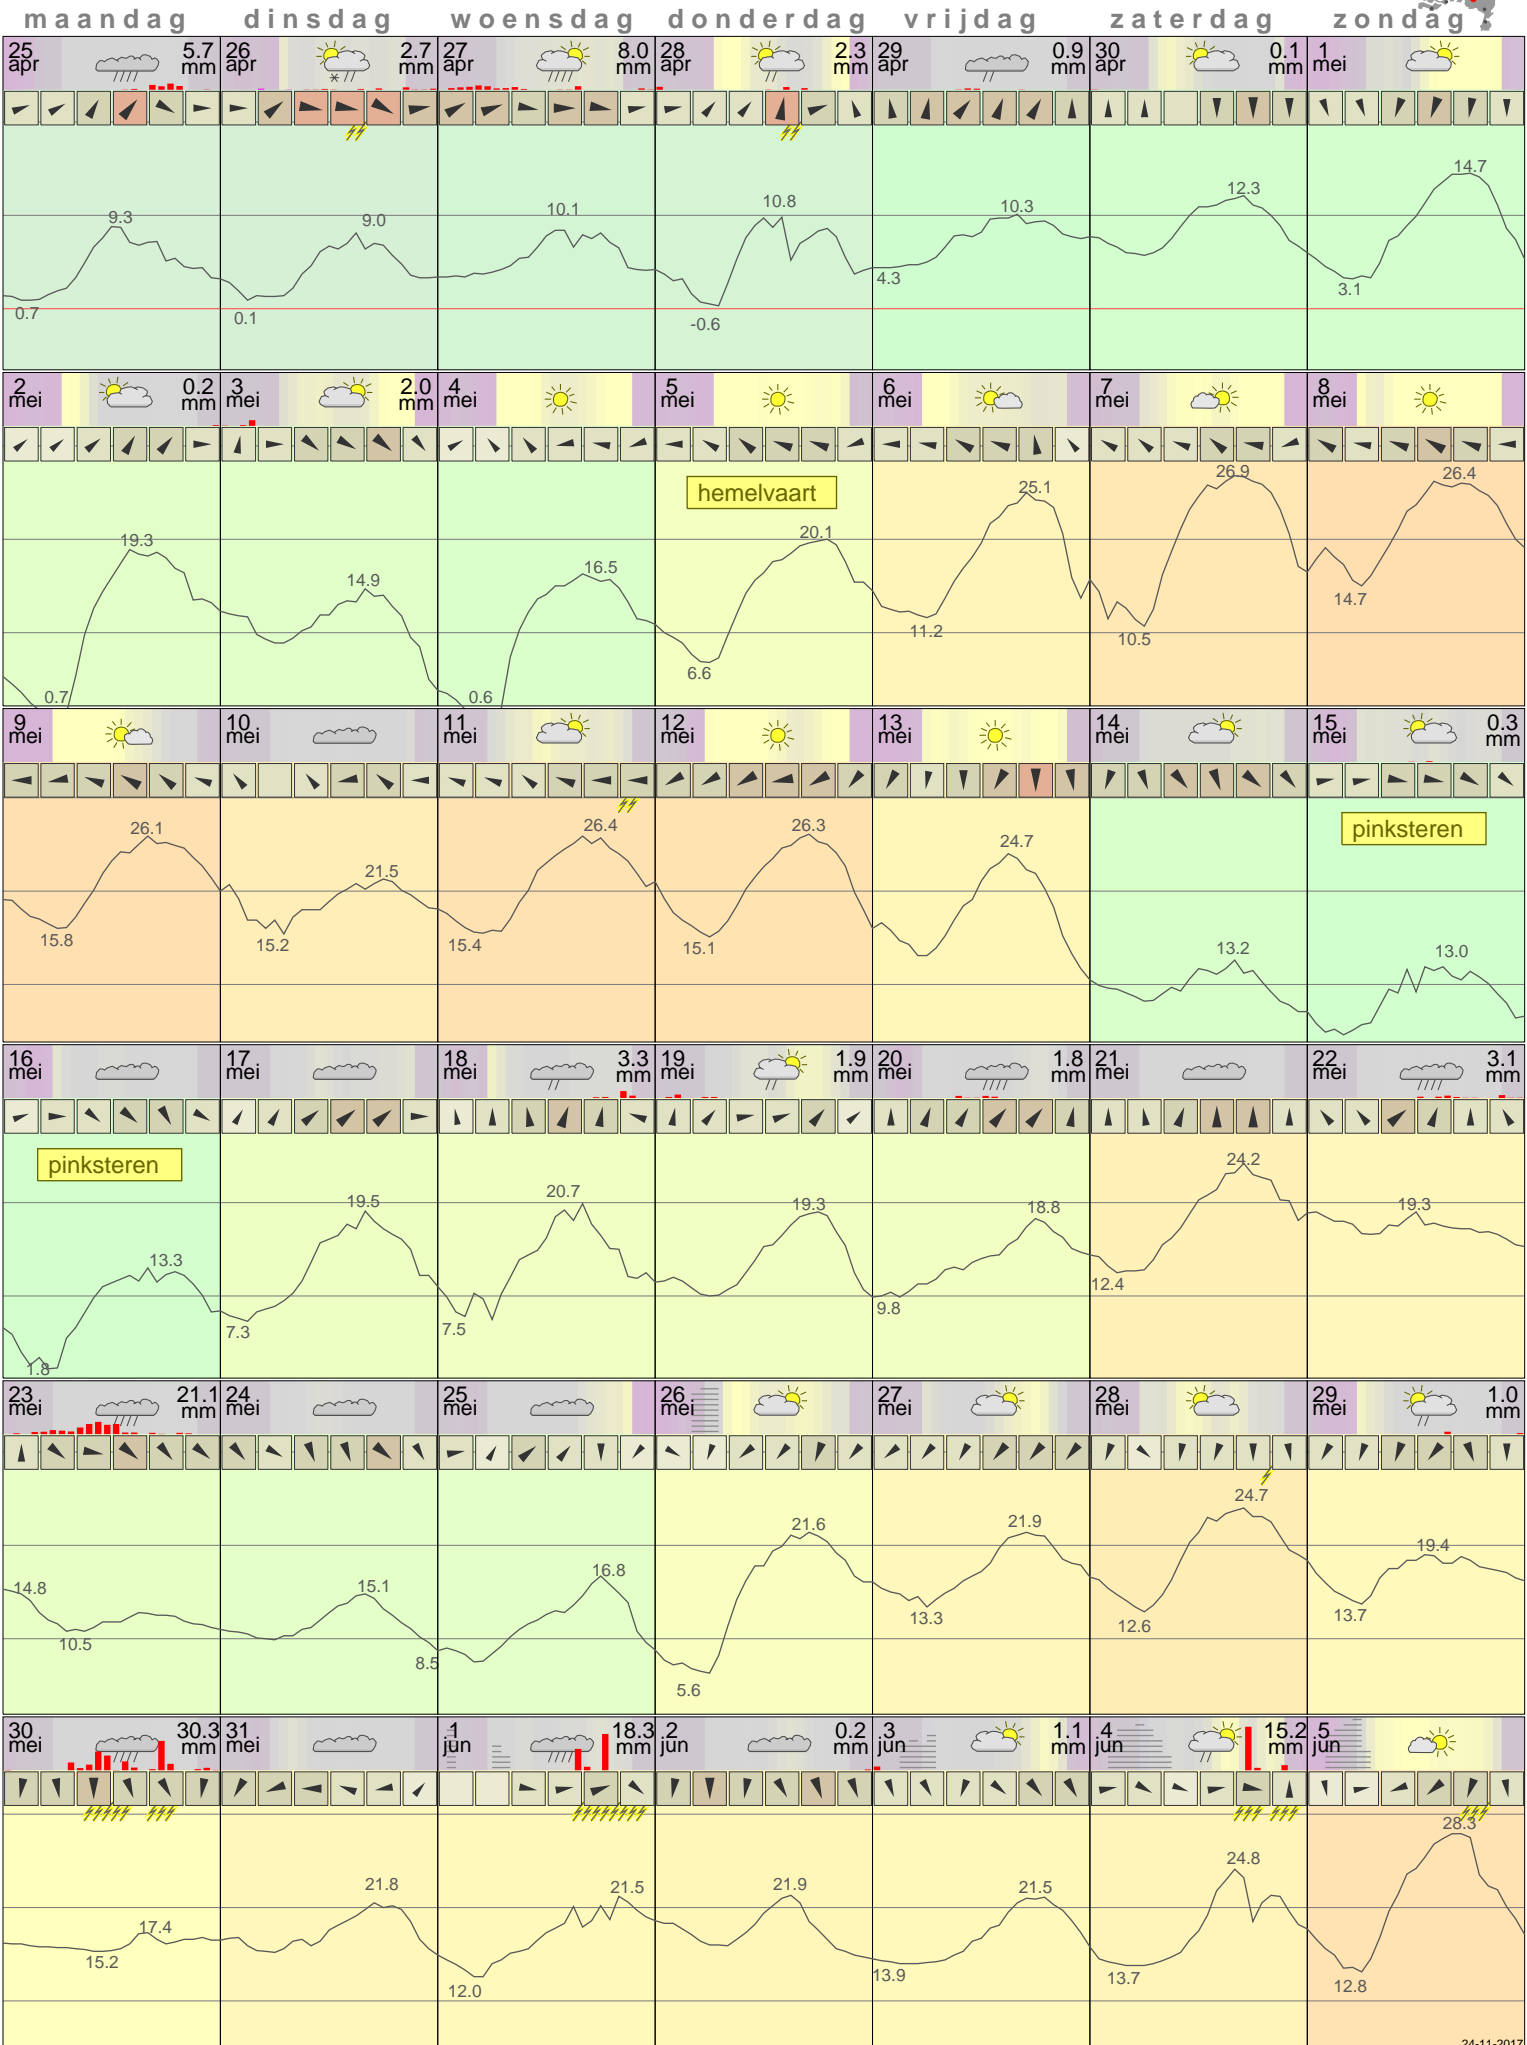 maandag dinsdag woensdag donderdag vrijdag zaterdag zondag
25 5.7 26 2.7 27 8.0 28 2.3 29 0.9 30 0.1 1
apr mm apr mm apr mm apr mm apr mm apr mm mei
14.7
12.3
9.3 9.0 10.1 10.8 10.3
4.3 3.1
0.7 0.1 -0.6
2 0.2 3 2.0 4 5 6 7 8
mei mm mei mm mei mei mei mei mei
26.9 26.4
hemelvaart 25.1
19.3 20.1
14.9 16.5
14.7
11.2 10.5
0.7 0.6 6.6
9 10 11 12 13 14 15 0.3
mei mei mei mei mei mei mei mm
26.1 26.4 26.3 pinksteren
21.5 24.7
15.8 15.2 15.4 15.1 13.2 13.0
16 17 18 3.3 19 1.9 20 1.8 21 22 3.1
mei mei mei mm mei mm mei mm mei mei mm
pinksteren 24.2
19.5 20.7 19.3 18.8 19.3
13.3
12.4
7.3 7.5 9.8
1.8
23 21.1 24 25 26 27 28 29 1.0
mei mm mei mei mei mei mei mei mm
24.7
21.6 21.9
19.4
14.8 15.1 16.8
10.5 8.5 5.6 13.3 12.6 13.7
30 30.3 31 1 18.3 2 0.2 3 1.1 4 15.2 5
mei mm mei jun mm jun mm jun mm jun mm jun
28.3
24.8
21.8 21.5 21.9 21.5
17.4
15.2 12.0 13.9 13.7 12.8
24-11-2017